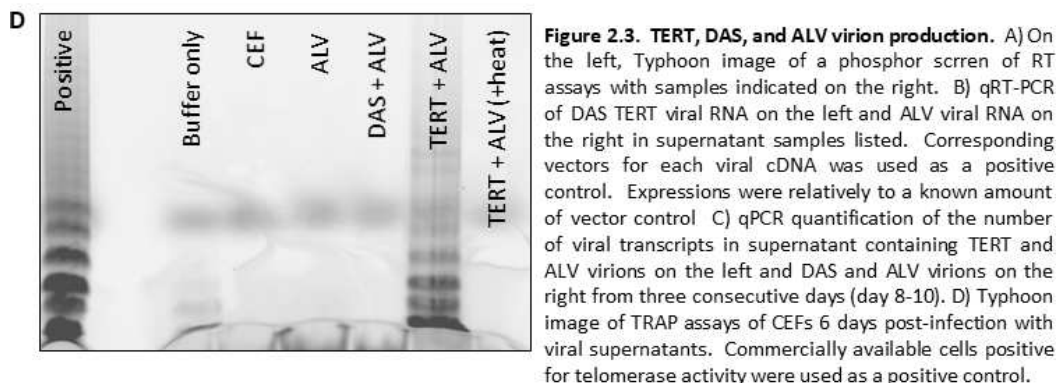 D
Positive
Buffer only
CEF
ALV
DAS + ALV
TERT + ALV
TERT + ALV (+heat)
Figure 2.3. TERT, DAS, and ALV virion production. A) On
the left, Typhoon image of a phosphor scrren of RT
assays with samples indicated on the right. B) qRT-PCR
of DAS TERT viral RNA on the left and ALV viral RNA on
the right in supernatant samples listed. Corresponding
vectors for each viral cDNA was used as a positive
control. Expressions were relatively to a known amount
of vector control C) qPCR quantification of the number
of viral transcripts in supernatant containing TERT and
ALV virions on the left and DAS and ALV virions on the
right from three consecutive days (day 8-10). D) Typhoon
image of TRAP assays of CEFs 6 days post-infection with
viral supernatants. Commercially available cells positive
for telomerase activity were used as a positive control.